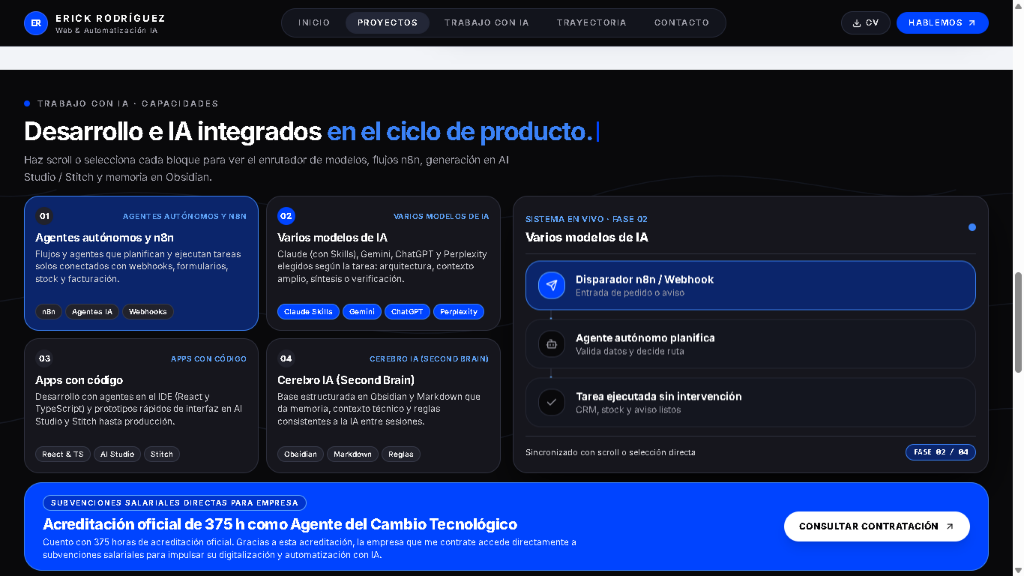 ER
ERICK RODRÍGUEZ
Web & Automatización IA
INICIO
PROYECTOS
TRABAJO CON IA
TRAYECTORIA
CONTACTO
CV
HABLEMOS
TRABAJO CON IA · CAPACIDADES
Desarrollo e IA integrados en el ciclo de producto.
Haz scroll o selecciona cada bloque para ver el enrutador de modelos, flujos n8n, generación en AI
Studio / Stitch y memoria en Obsidian.
01
AGENTES AUTÓNOMOS Y N8N
Agentes autónomos y n8n
Flujos y agentes que planifican y ejecutan tareas
solos conectados con webhooks, formularios,
stock y facturación.
n8n
Agentes IA
Webhooks
02
VARIOS MODELOS DE IA
Varios modelos de IA
Claude (con Skills), Gemini, ChatGPT y Perplexity
elegidos según la tarea: arquitectura, contexto
amplio, síntesis o verificación.
Claude Skills
Gemini
ChatGPT
Perplexity
03
APPS CON CÓDIGO
Apps con código
Desarrollo con agentes en el IDE (React y
TypeScript) y prototipos rápidos de interfaz en AI
Studio y Stitch hasta producción.
React & TS
AI Studio
Stitch
04
CEREBRO IA (SECOND BRAIN)
Cerebro IA (Second Brain)
Base estructurada en Obsidian y Markdown que
da memoria, contexto técnico y reglas
consistentes a la IA entre sesiones.
Obsidian
Markdown
Reglas
SISTEMA EN VIVO · FASE 02
Varios modelos de IA
Disparador n8n / Webhook
Entrada de pedido o aviso
Agente autónomo planifica
Valida datos y decide ruta
Tarea ejecutada sin intervención
CRM, stock y aviso listos
Sincronizado con scroll o selección directa
FASE 02 / 04
SUBVENCIONES SALARIALES DIRECTAS PARA EMPRESA
Acreditación oficial de 375 h como Agente del Cambio Tecnológico
Cuento con 375 horas de acreditación oficial. Gracias a esta acreditación, la empresa que me contrate accede directamente a
subvenciones salariales para impulsar su digitalización y automatización con IA.
CONSULTAR CONTRATACIÓN